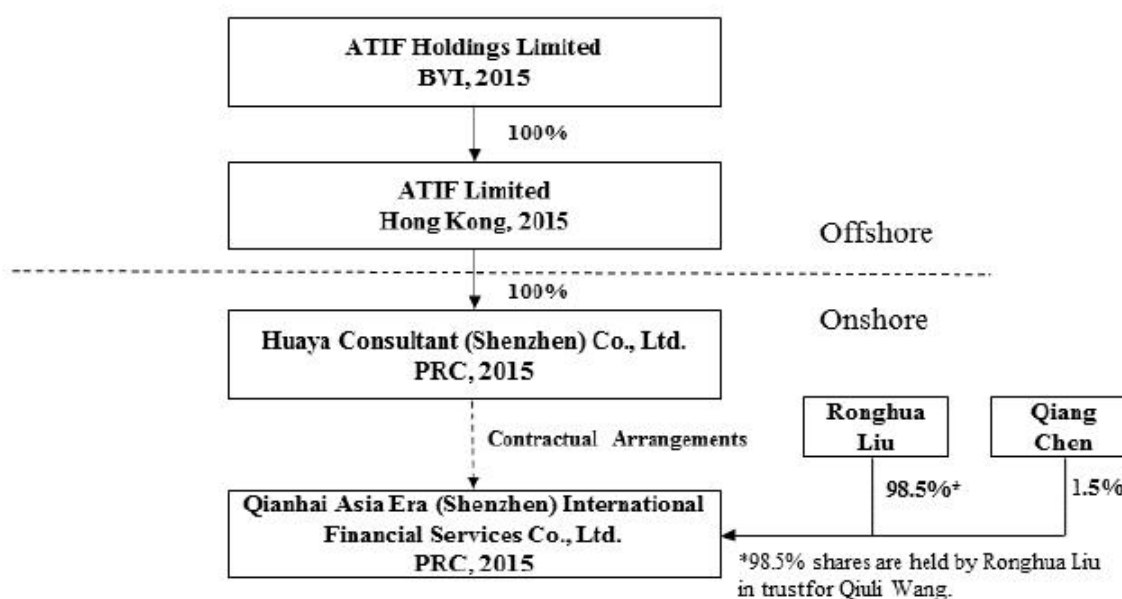 ATIF Holdings Limited
BVI, 2015
100%
ATIF Limited
Hong Kong, 2015
Offshore
100%
Onshore
Huaya Consultant (Shenzhen) Co., Ltd.
PRC, 2015
Ronghua
Liu
Qiang
Chen
Contractual Arrangements
98.5%*
1.5%
Qianhai Asia Era (Shenzhen) International
Financial Services Co., Ltd.
PRC, 2015
*98.5% shares are held by Ronghua Liu
in trustfor Qiuli Wang.